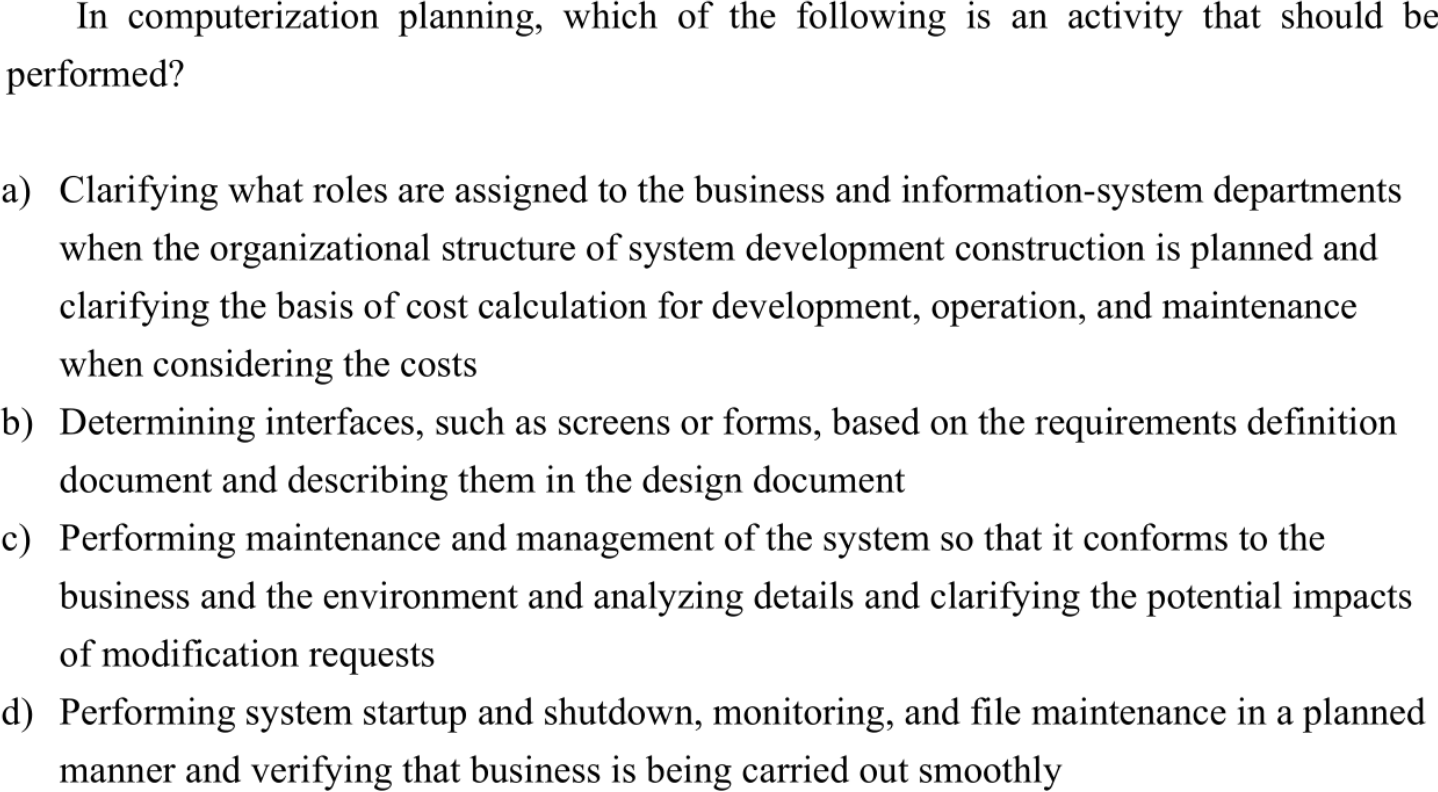 In computerization planning, which of the following is an activity that should be
performed?
a) Clarifying what roles are assigned to the business and information-system departments
when the organizational structure of system development construction is planned and
clarifying the basis of cost calculation for development, operation, and maintenance
when considering the costs
b) Determining interfaces, such as screens or forms, based on the requirements definition
document and describing them in the design document
c) Performing maintenance and management of the system so that it conforms to the
business and the environment and analyzing details and clarifying the potential impacts
of modification requests
d) Performing system startup and shutdown, monitoring, and file maintenance in a planned
manner and verifying that business is being carried out smoothly